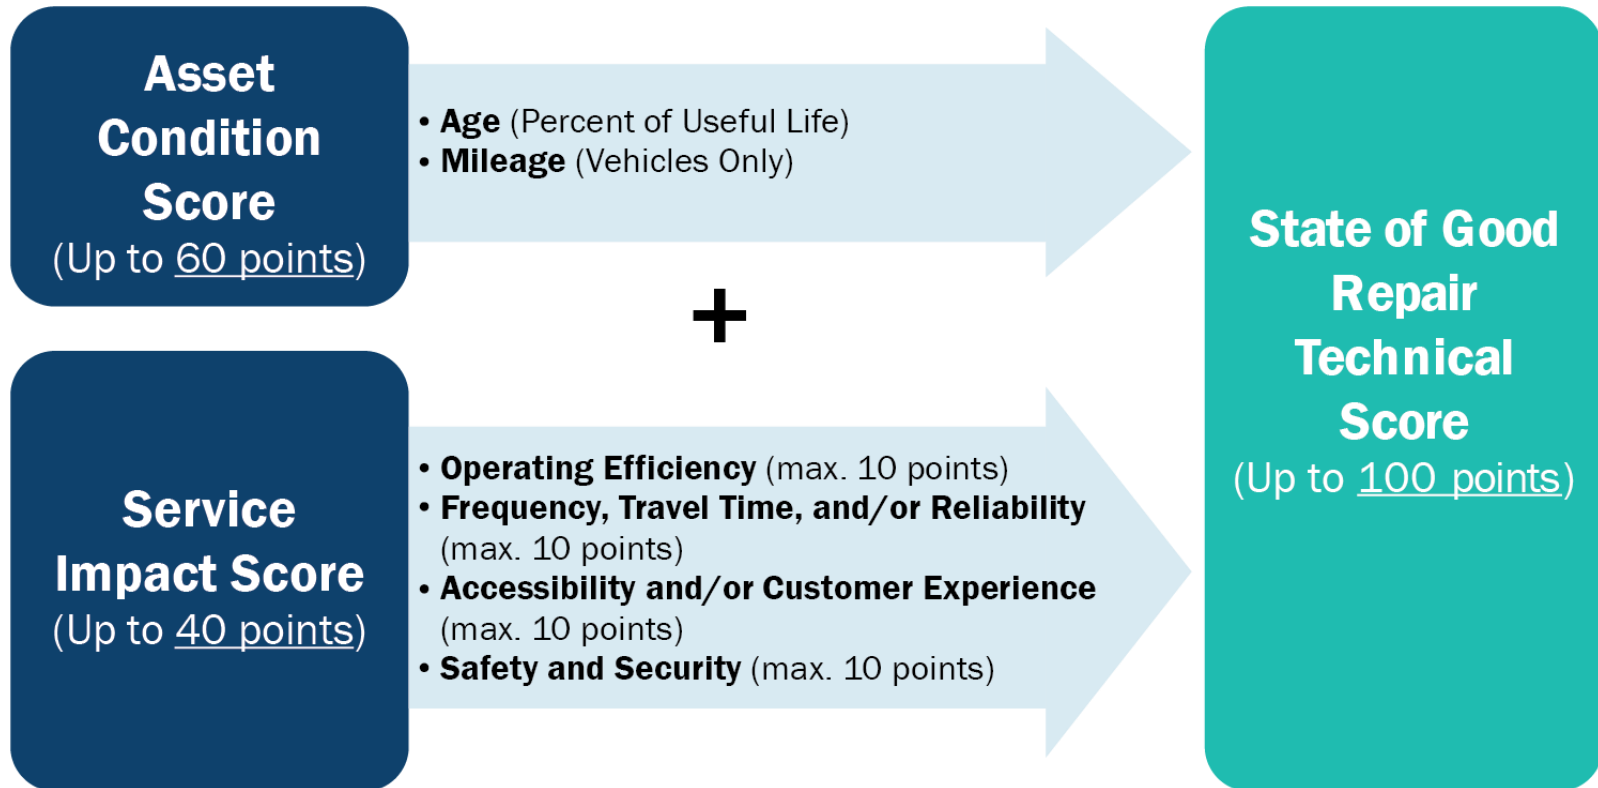 Asset
Condition
Score
(Up to 60 points)
• Age (Percent of Useful Life)
• Mileage (Vehicles Only)
+
Service
Impact Score
(Up to 40 points)
• Operating Efficiency (max. 10 points)
• Frequency, Travel Time, and/or Reliability
(max. 10 points)
• Accessibility and/or Customer Experience
(max. 10 points)
• Safety and Security (max. 10 points)
State of Good
Repair
Technical
Score
(Up to 100 points)